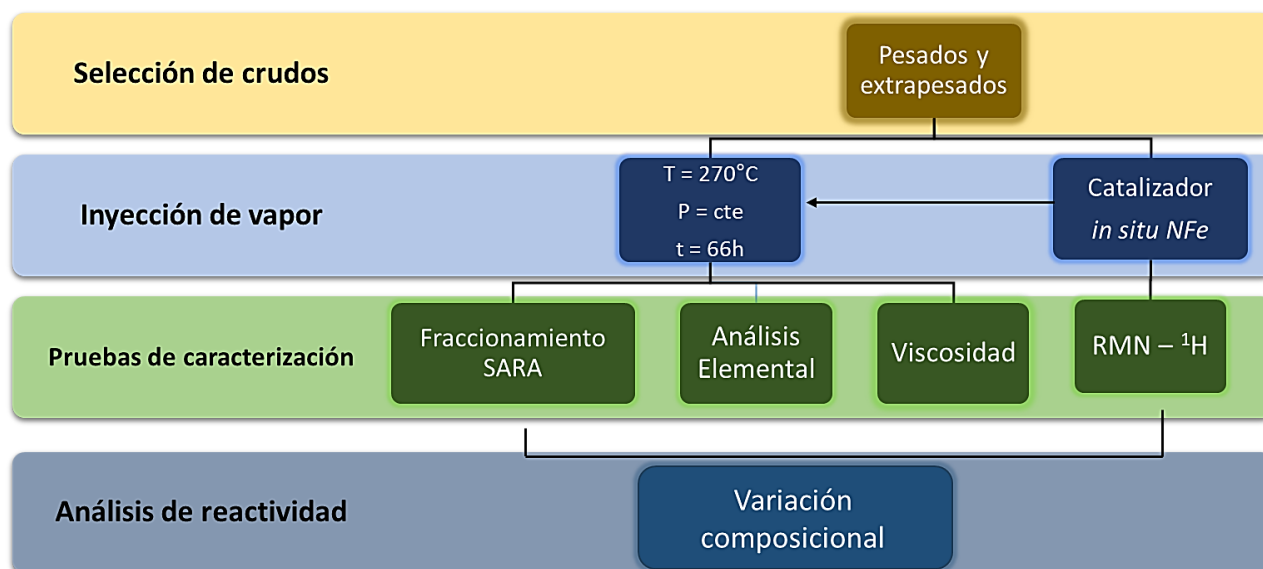 Selección de crudos
Pesados y
extrapesados
Inyección de vapor
T = 270°C
P = cte
t = 66h
Catalizador
in situ NFe
Pruebas de caracterización
Fraccionamiento
SARA
Análisis
Elemental
Viscosidad
RMN – ¹H
Análisis de reactividad
Variación
composicional